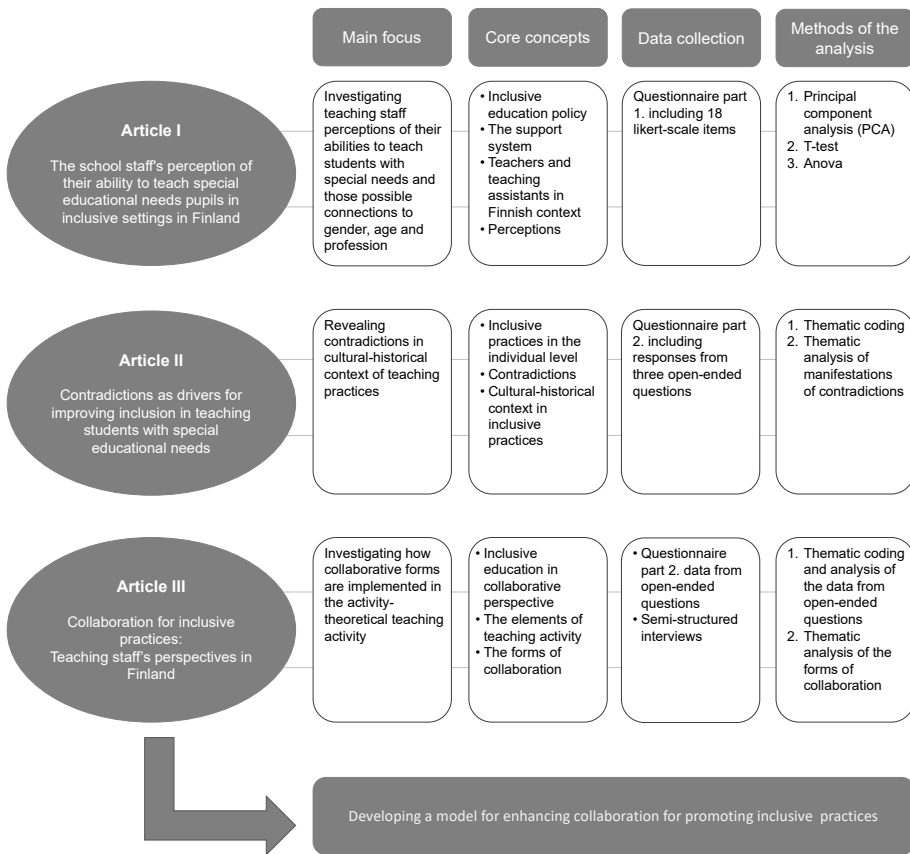 Main focus
Core concepts
Data collection
Methods of the
analysis
Article I
The school staff's perception of
their ability to teach special
educational needs pupils in
inclusive settings in Finland
Investigating
teaching staff
perceptions of their
abilities to teach
students with
special needs and
those possible
connections to
gender, age and
profession
• Inclusive
education policy
• The support
system
• Teachers and
teaching
assistants in
Finnish context
• Perceptions
Questionnaire part
1. including 18
likert-scale items
1. Principal
component
analysis (PCA)
2. T-test
3. Anova
Article II
Contradictions as drivers for
improving inclusion in teaching
students with special
educational needs
Revealing
contradictions in
cultural-historical
context of teaching
practices
• Inclusive
practices in the
individual level
• Contradictions
• Cultural-historical
context in
inclusive
practices
Questionnaire part
2. including
responses from
three open-ended
questions
1. Thematic coding
2. Thematic
analysis of
manifestations
of contradictions
Article III
Collaboration for inclusive
practices:
Teaching staff's perspectives in
Finland
Investigating how
collaborative forms
are implemented in
the activity-
theoretical teaching
activity
• Inclusive
education in
collaborative
perspective
• The elements of
teaching activity
• The forms of
collaboration
• Questionnaire
part 2. data from
open-ended
questions
• Semi-structured
interviews
1. Thematic coding
and analysis of
the data from
open-ended
questions
2. Thematic
analysis of the
forms of
collaboration
Developing a model for enhancing collaboration for promoting inclusive practices